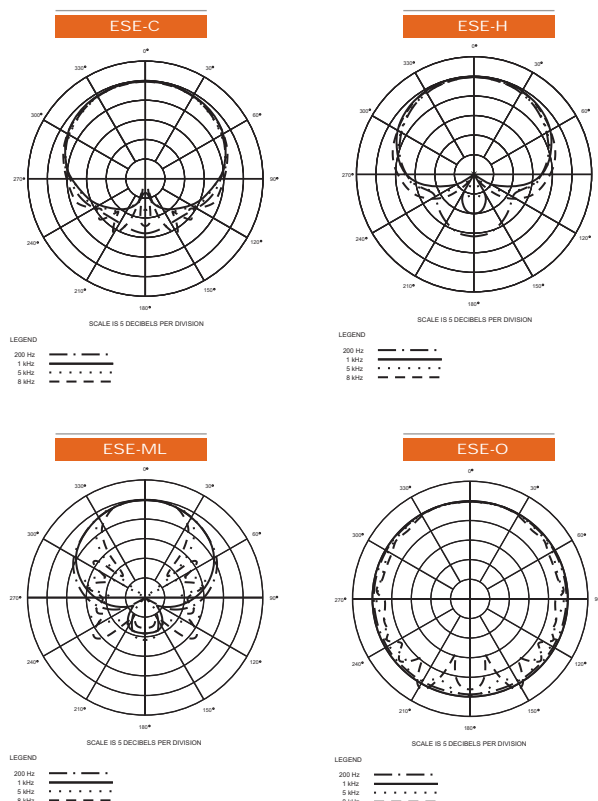 ESE-C
0°
330° 30°
300° 60°
270° 90°
240° 120°
210° 150°
180°
SCALE IS 5 DECIBELS PER DIVISION
LEGEND
200 Hz
1 kHz
5 kHz
8 kHz
ESE-H
0°
330° 30°
300° 60°
270° 90°
240° 120°
210° 150°
180°
SCALE IS 5 DECIBELS PER DIVISION
LEGEND
200 Hz
1 kHz
5 kHz
8 kHz
ESE-ML
0°
330° 30°
300° 60°
270° 90°
240° 120°
210° 150°
180°
SCALE IS 5 DECIBELS PER DIVISION
LEGEND
200 Hz
1 kHz
5 kHz
8 kHz
ESE-O
0°
330° 30°
300° 60°
270° 9
240° 120°
210° 150°
180°
SCALE IS 5 DECIBELS PER DIVISION
LEGEND
200 Hz
1 kHz
5 kHz